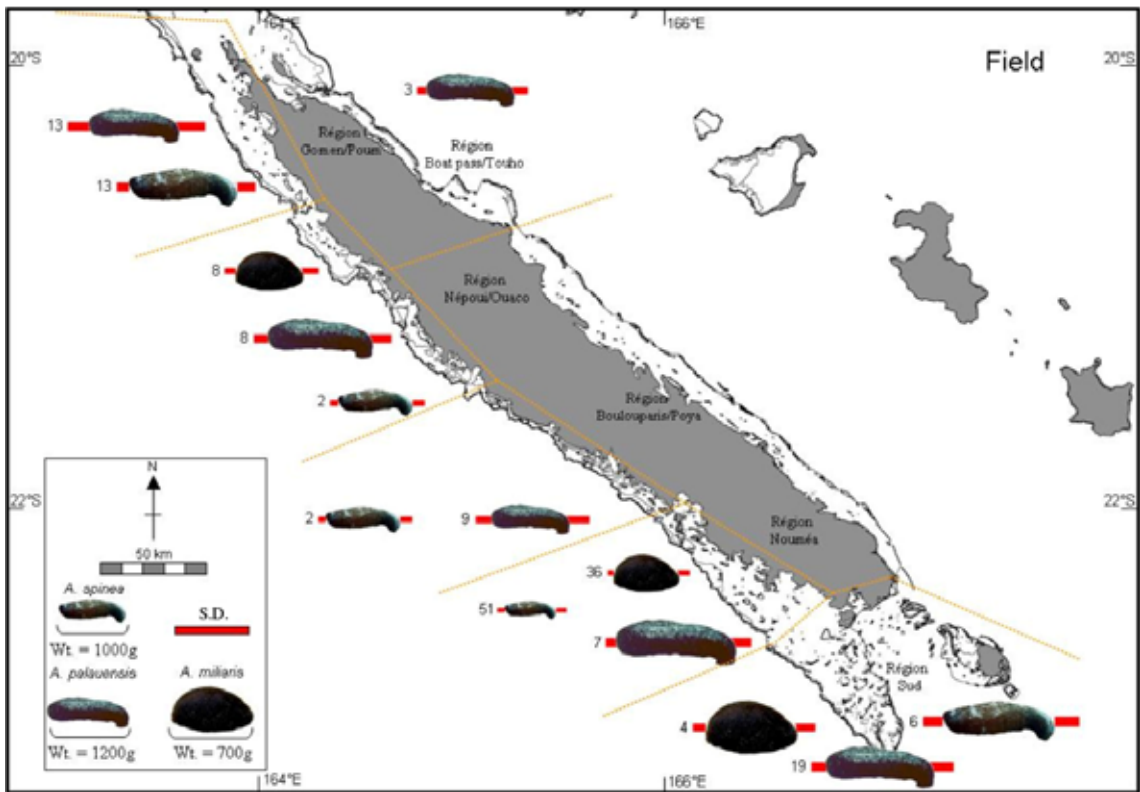 164°E
166°E
20°S
20°S
Field
3
13
Région
Gomen/Poum
Région
Boat pass/Touho
13
8
Région
Népoui/Ouaco
8
2
Région
Boulouparis/Poya
N
22°S
22°S
2
9
Région
Nouméa
50 km
36
A. spinea
S.D.
51
Wt. = 1000g
7
A. palauensis
A. miliaris
Région
Sud
6
4
Wt. = 1200g
Wt. = 700g
19
164°E
166°E